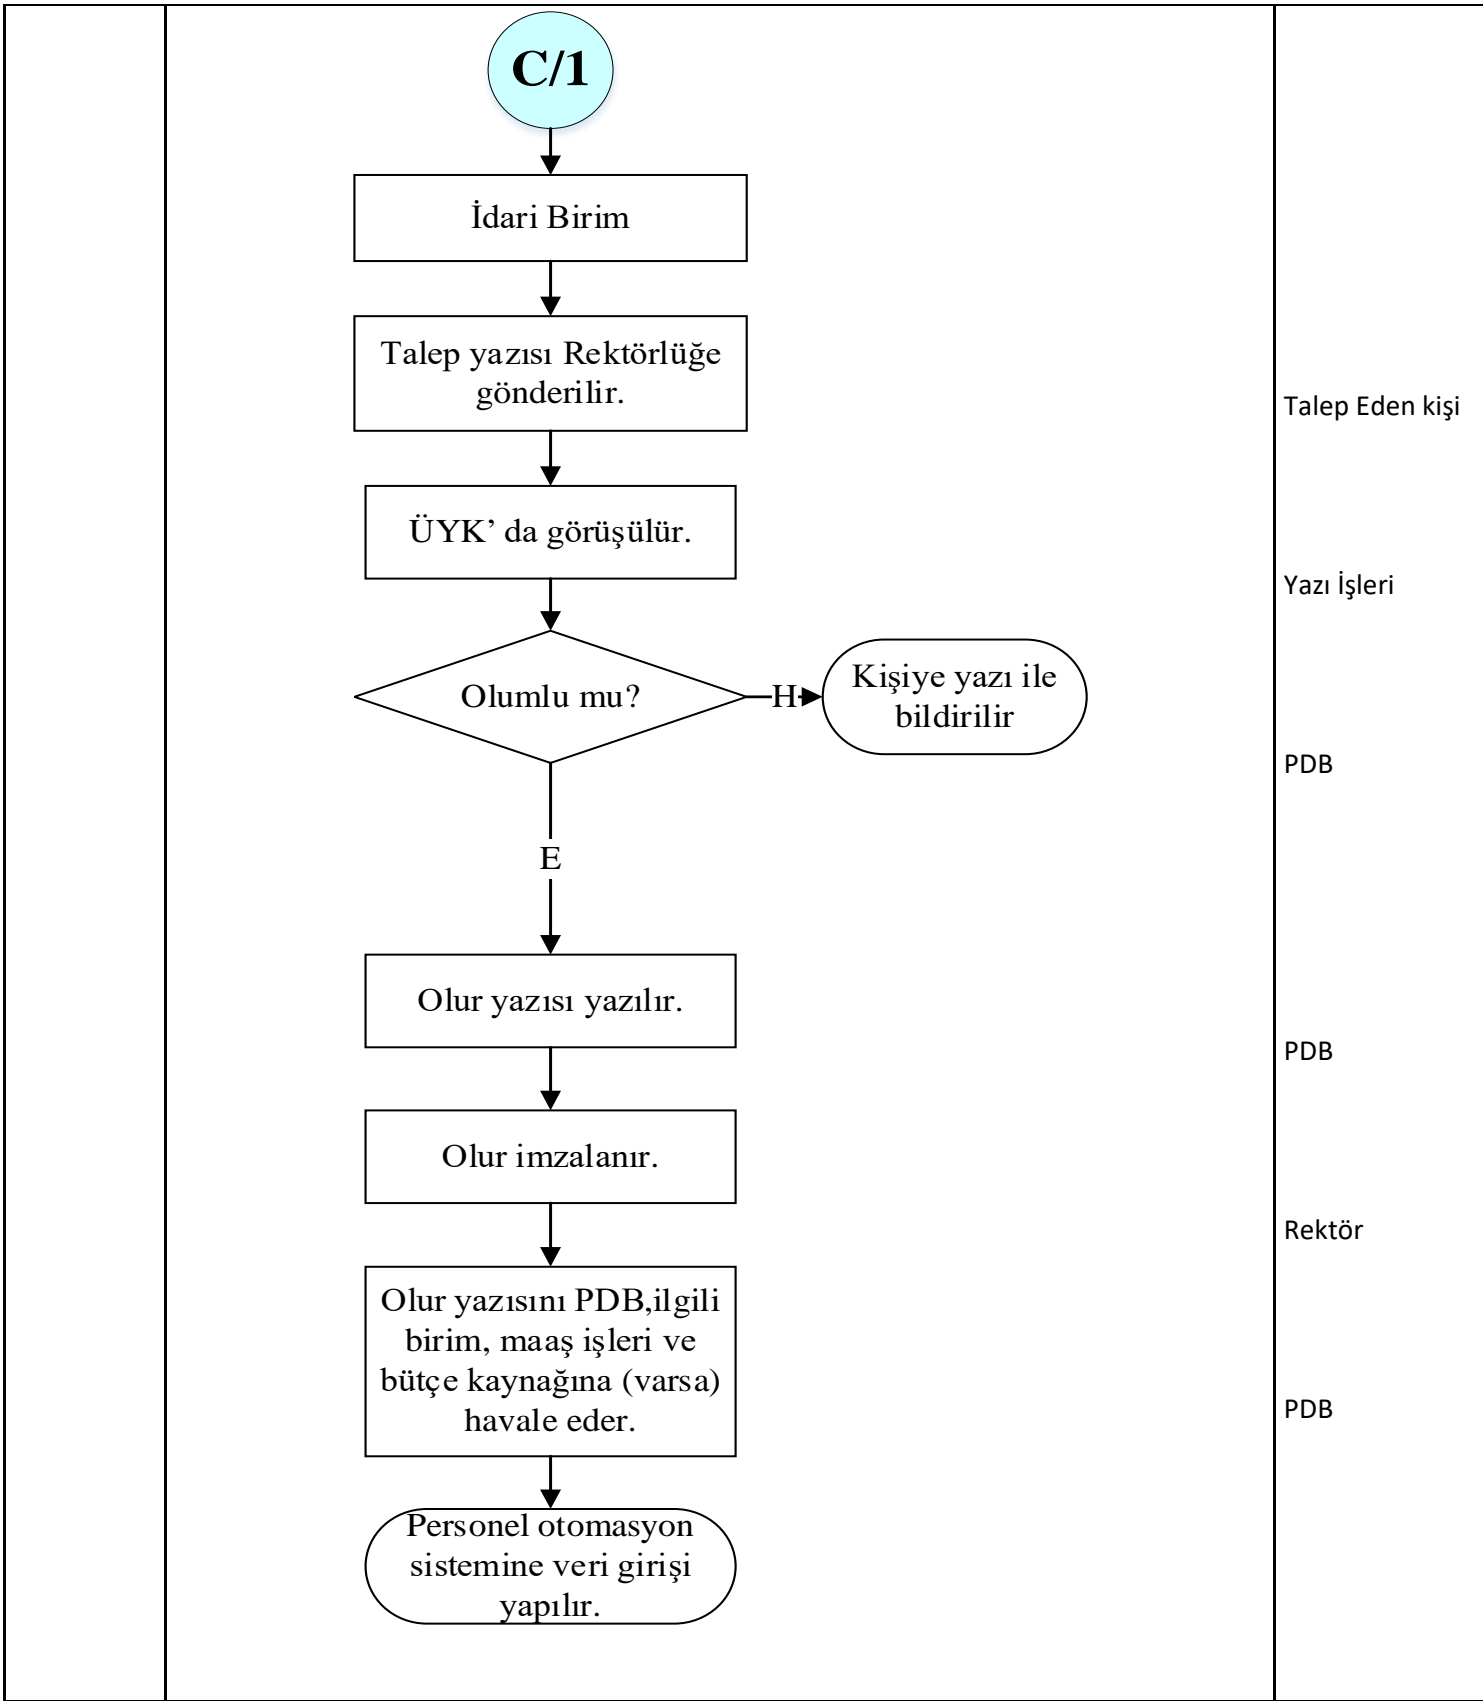 C/1
İdari Birim
Talep yazısı Rektörlüğe
gönderilir.
Talep Eden kişi
ÜYK’ da görüşülür.
Yazı İşleri
Olumlu mu?
H
Kişiye yazı ile
bildirilir
PDB
E
Olur yazısı yazılır.
PDB
Olur imzalanır.
Rektör
Olur yazısını PDB,ilgili
birim, maaş işleri ve
bütçe kaynağına (varsa)
havale eder.
PDB
Personel otomasyon
sistemine veri girişi
yapılır.